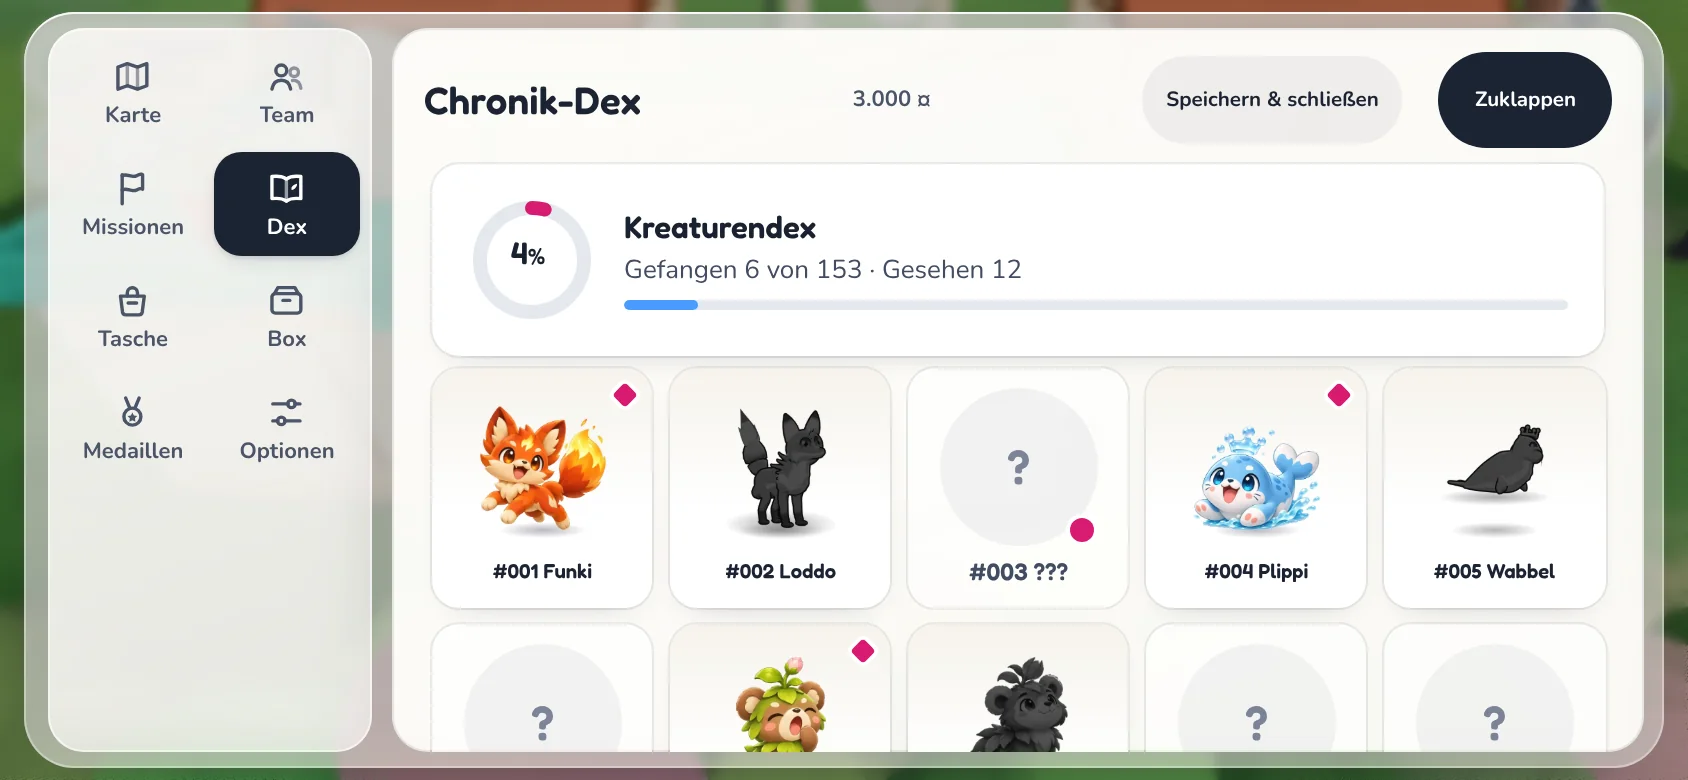 Karte
Team
Missionen
Dex
Tasche
Box
Medaillen
Optionen
Chronik-Dex
3.000 ¤
Speichern & schließen
Zuklappen
4%
Kreaturendex
Gefangen 6 von 153 · Gesehen 12
?
#001 Funki
#002 Loddo
#003 ???
#004 Plippi
#005 Wabbel
?
?
?